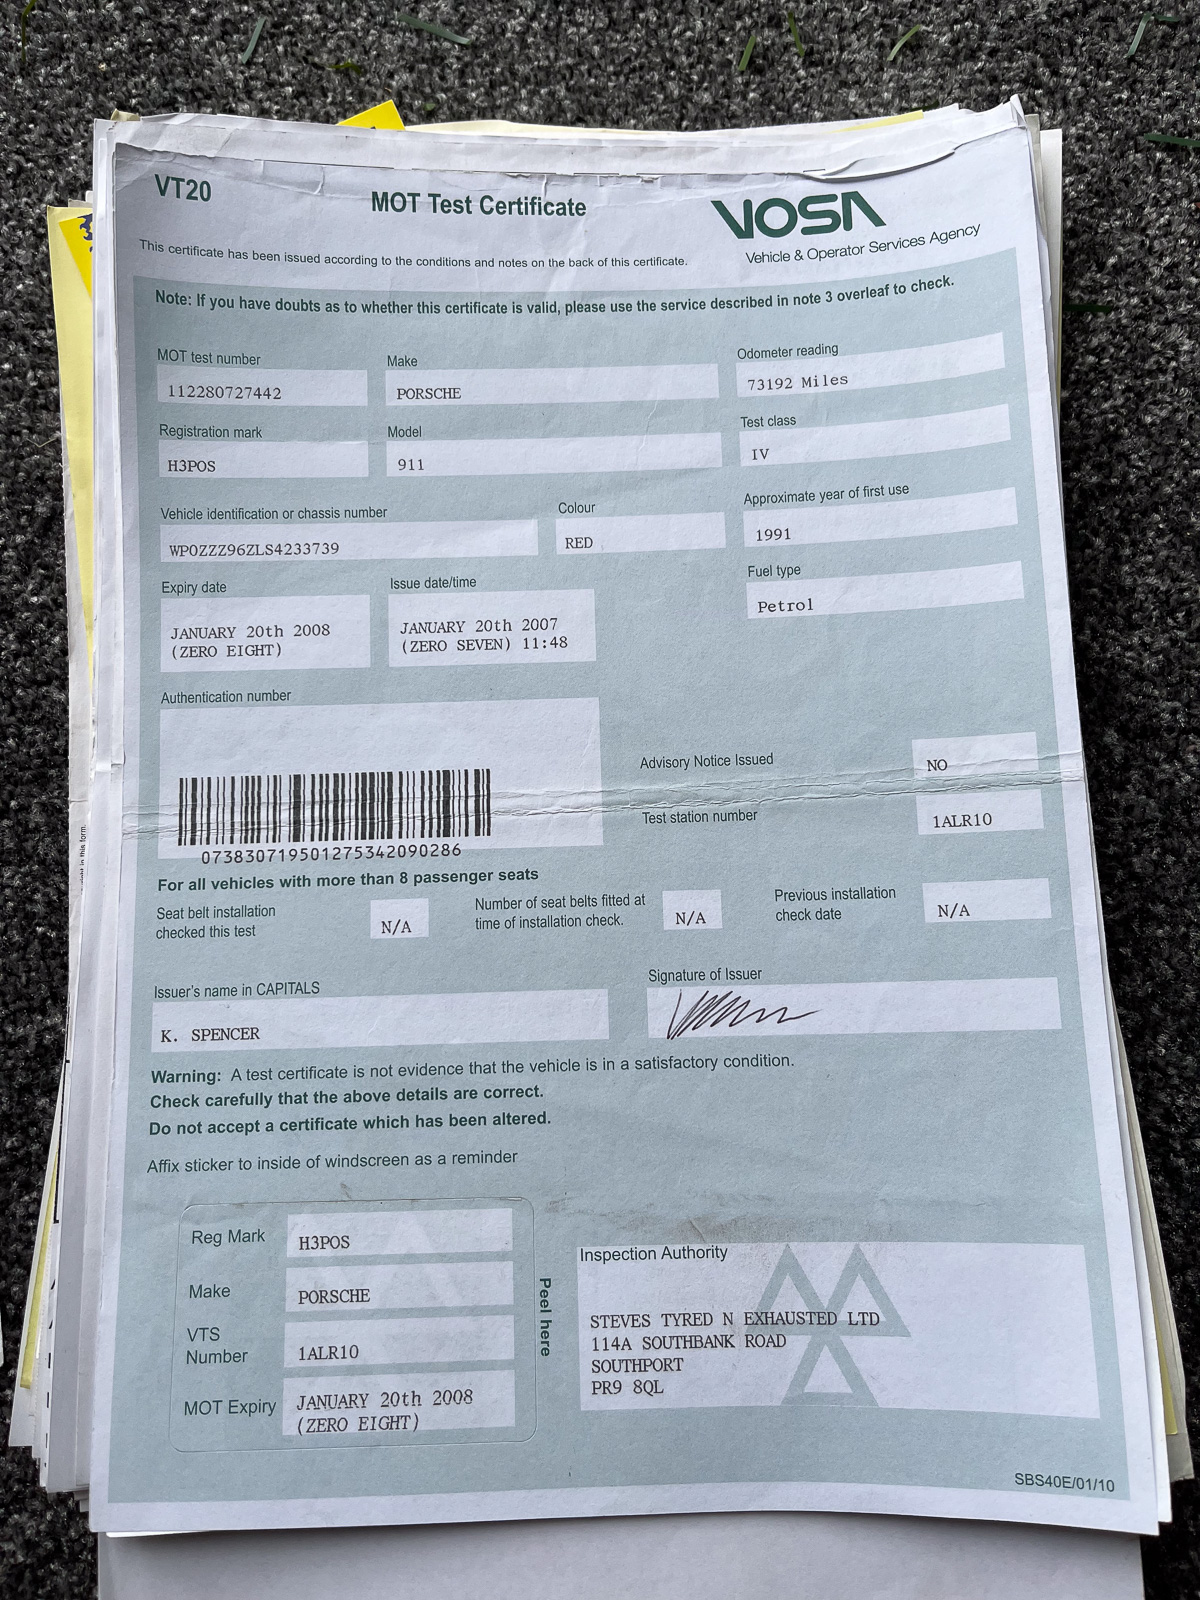 VT20
MOT Test Certificate
VOSA
Vehicle & Operator Services Agency
This certificate has been issued according to the conditions and notes on the back of this certificate.
Note: If you have doubts as to whether this certificate is valid, please use the service described in note 3 overleaf to check.
MOT test number
Make
Odometer reading
112280727442
PORSCHE
73192 Miles
Registration mark
Model
Test class
H3POS
911
IV
Vehicle identification or chassis number
Colour
Approximate year of first use
WPOZZZ96ZLS4233739
RED
1991
Expiry date
Issue date/time
Fuel type
JANUARY 20th 2008
(ZERO EIGHT)
JANUARY 20th 2007
(ZERO SEVEN) 11:48
Petrol
Authentication number
073830719501275342090286
Advisory Notice Issued
NO
Test station number
1ALR10
For all vehicles with more than 8 passenger seats
Seat belt installation
checked this test
N/A
Number of seat belts fitted at
time of installation check.
N/A
Previous installation
check date
N/A
Issuer's name in CAPITALS
Signature of Issuer
K. SPENCER
Warning: A test certificate is not evidence that the vehicle is in a satisfactory condition.
Check carefully that the above details are correct.
Do not accept a certificate which has been altered.
Affix sticker to inside of windscreen as a reminder
Reg Mark
H3POS
Make
PORSCHE
VTS
Number
1ALR10
MOT Expiry
JANUARY 20th 2008
(ZERO EIGHT)
Peel here
Inspection Authority
STEVES TYRED N EXHAUSTED LTD
114A SOUTHBANK ROAD
SOUTHPORT
PR9 8QL
SBS40E/01/10